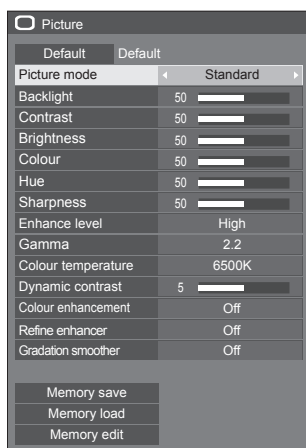 Picture
Default Default
Picture mode Standard
Backlight 50
Contrast 50
Brightness 50
Colour 50
Hue 50
Sharpness 50
Enhance level High
Gamma 2.2
Colour temperature 6500K
Dynamic contrast 5
Colour enhancement Off
Refine enhancer Off
Gradation smoother Off
Memory save
Memory load
Memory edit